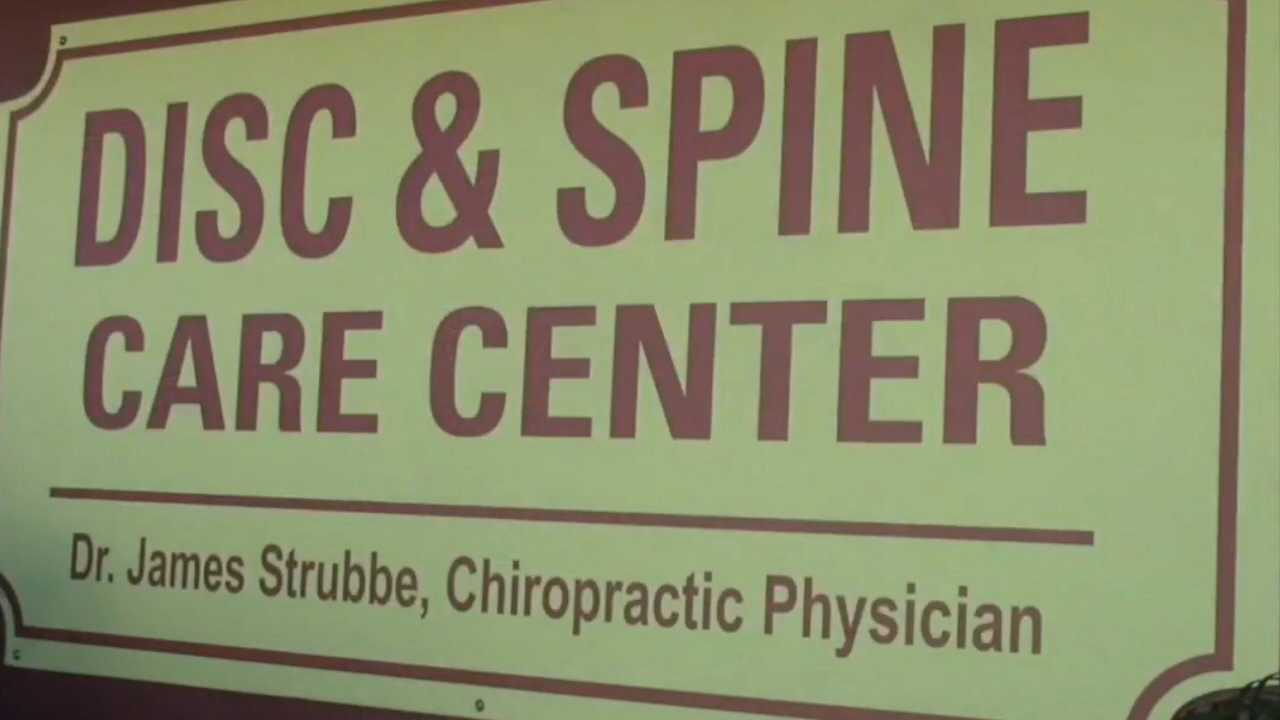 DISC & SPINE
CARE CENTER
Dr. James Strubbe, Chiropractic Physician